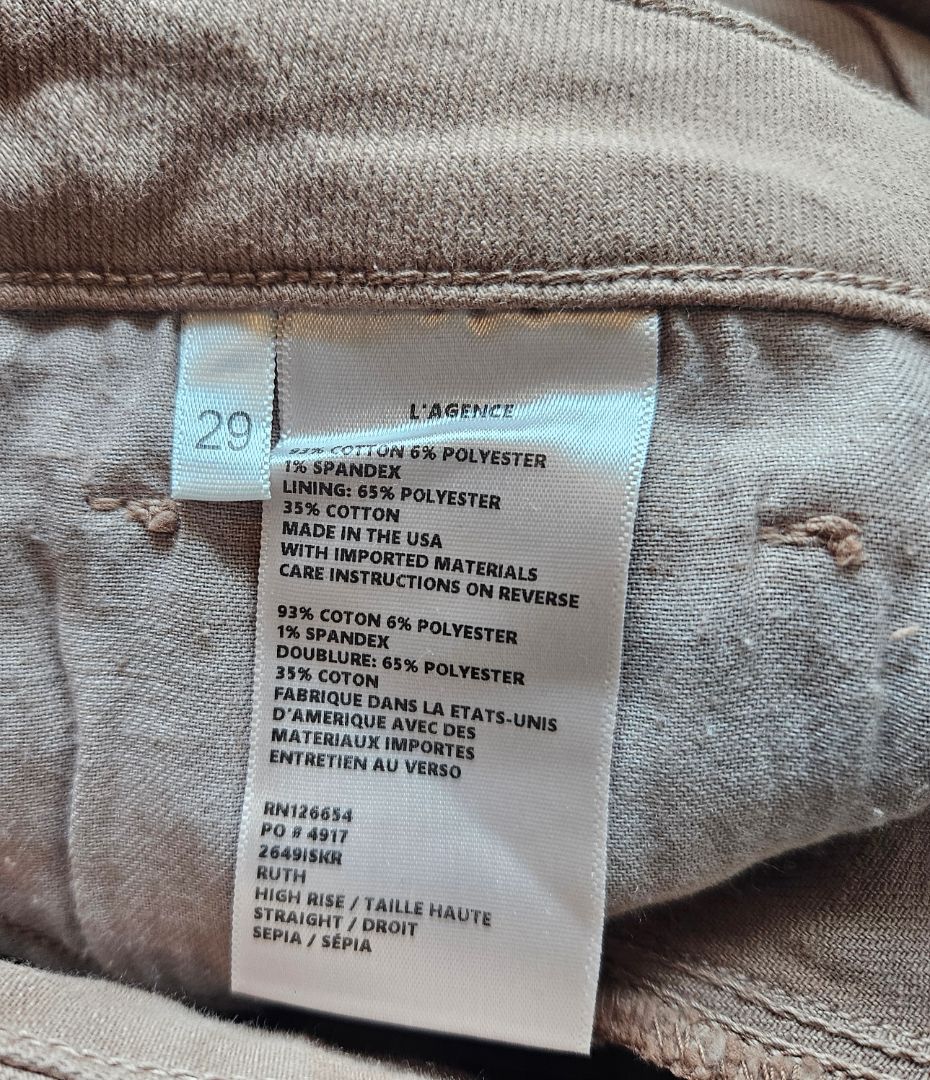 29
L'AGENCE
93% COTTON 6% POLYESTER
1% SPANDEX
LINING: 65% POLYESTER
35% COTTON
MADE IN THE USA
WITH IMPORTED MATERIALS
CARE INSTRUCTIONS ON REVERSE
93% COTON 6% POLYESTER
1% SPANDEX
DOUBLURE: 65% POLYESTER
35% COTON
FABRIQUE DANS LA ETATS-UNIS
D'AMERIQUE AVEC DES
MATERIAUX IMPORTES
ENTRETIEN AU VERSO
RN126654
PO # 4917
2649ISKR
RUTH
HIGH RISE / TAILLE HAUTE
STRAIGHT / DROIT
SEPIA / SÉPIA